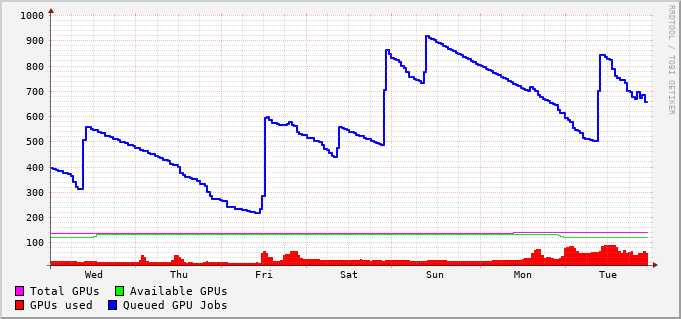 1000
900
800
700
600
500
400
300
200
100
Wed Thu Fri Sat Sun Mon Tue
RRDTOOL / TOBI OETIKER
Total GPUs Available GPUs
GPUs used Queued GPU Jobs